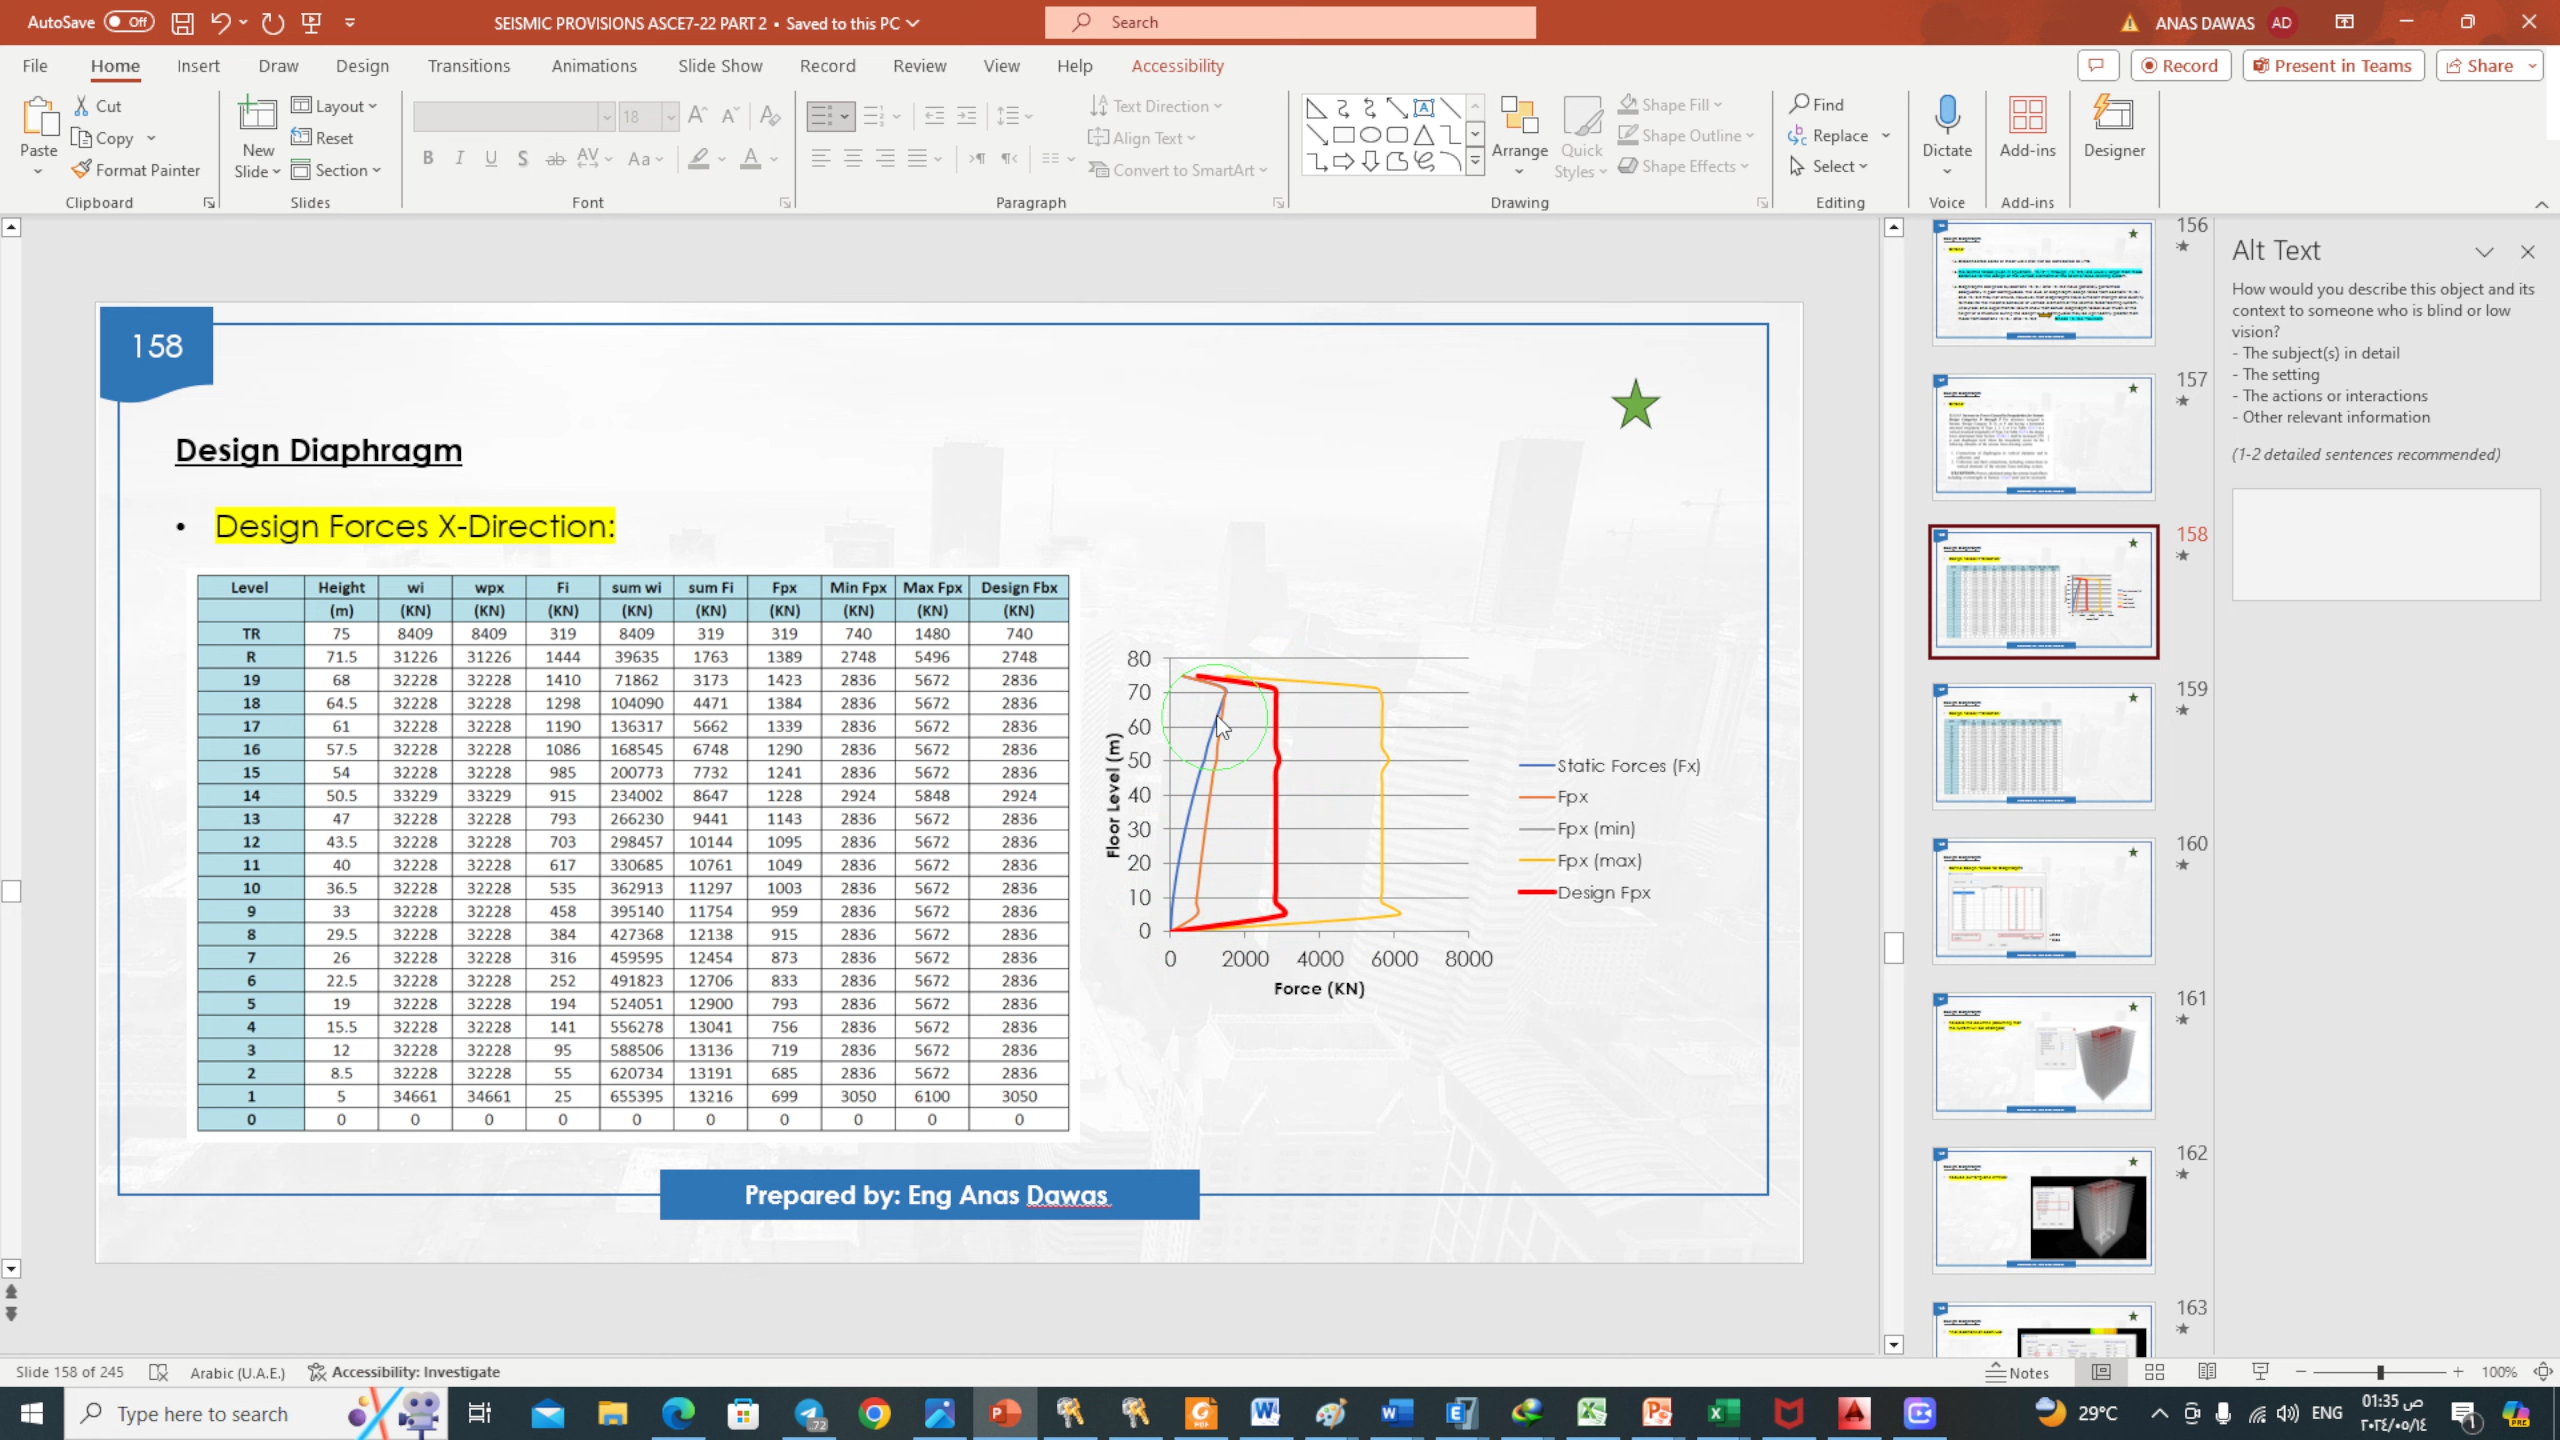 AutoSave Off SEISMIC PROVISIONS ASCE7-22 PART 2 • Saved to this PC Search ANAS DAWAS AD
File Home Insert Draw Design Transitions Animations Slide Show Record Review View Help Accessibility Record Present in Teams Share
Paste Cut Copy Format Painter Clipboard
New Slide Layout Reset Section Slides
18 B I U S ab AV Aa A Font
Text Direction Align Text Convert to SmartArt Paragraph
Arrange Quick Styles Shape Fill Shape Outline Shape Effects Drawing
Find Replace Select Editing
Dictate Voice
Add-ins Add-ins
Designer
158
Design Diaphragm
• Design Forces X-Direction:
Level Height wi wpx Fi sum wi sum Fi Fpx Min Fpx Max Fpx Design Fbx
(m) (KN) (KN) (KN) (KN) (KN) (KN) (KN) (KN) (KN)
TR 75 8409 8409 319 8409 319 319 740 1480 740
R 71.5 31226 31226 1444 39635 1763 1389 2748 5496 2748
19 68 32228 32228 1410 71862 3173 1423 2836 5672 2836
18 64.5 32228 32228 1298 104090 4471 1384 2836 5672 2836
17 61 32228 32228 1190 136317 5662 1339 2836 5672 2836
16 57.5 32228 32228 1086 168545 6748 1290 2836 5672 2836
15 54 32228 32228 985 200773 7732 1241 2836 5672 2836
14 50.5 33229 33229 915 234002 8647 1228 2924 5848 2924
13 47 32228 32228 793 266230 9441 1143 2836 5672 2836
12 43.5 32228 32228 703 298457 10144 1095 2836 5672 2836
11 40 32228 32228 617 330685 10761 1049 2836 5672 2836
10 36.5 32228 32228 535 362913 11297 1003 2836 5672 2836
9 33 32228 32228 458 395140 11754 959 2836 5672 2836
8 29.5 32228 32228 384 427368 12138 915 2836 5672 2836
7 26 32228 32228 316 459595 12454 873 2836 5672 2836
6 22.5 32228 32228 252 491823 12706 833 2836 5672 2836
5 19 32228 32228 194 524051 12900 793 2836 5672 2836
4 15.5 32228 32228 141 556278 13041 756 2836 5672 2836
3 12 32228 32228 95 588506 13136 719 2836 5672 2836
2 8.5 32228 32228 55 620734 13191 685 2836 5672 2836
1 5 34661 34661 25 655395 13216 699 3050 6100 3050
0 0 0 0 0 0 0 0 0 0 0
Floor Level (m)
80
70
60
50
40
30
20
10
0
0 2000 4000 6000 8000
Force (KN)
Static Forces (Fx)
Fpx
Fpx (min)
Fpx (max)
Design Fpx
Prepared by: Eng Anas Dawas
156
157
158
159
160
161
162
163
Alt Text
How would you describe this object and its
context to someone who is blind or low
vision?
- The subject(s) in detail
- The setting
- The actions or interactions
- Other relevant information
(1-2 detailed sentences recommended)
Slide 158 of 245 Arabic (U.A.E.) Accessibility: Investigate Notes 100%
Type here to search 72 29°C ENG 01:35 ص
٢٠٢٤/٠٥/١٤